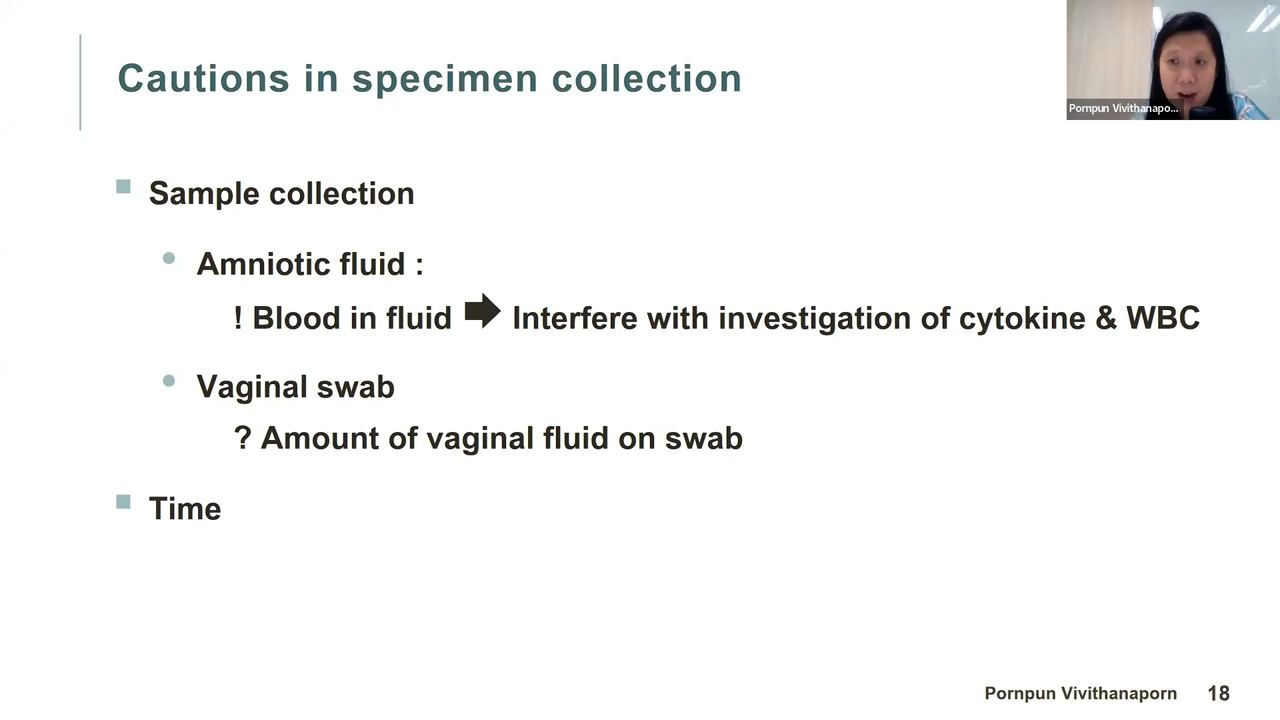 Cautions in specimen collection
Pornpun Vivithanapo...
Sample collection
Amniotic fluid :
! Blood in fluid Interfere with investigation of cytokine & WBC
Vaginal swab
? Amount of vaginal fluid on swab
Time
Pornpun Vivithanaporn 18